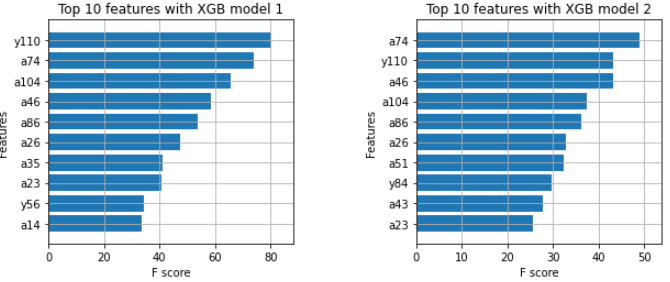 Top 10 features with XGB model 1
y110
a74
a104
a46
a86
a26
a35
a23
y56
a14
Features
0 20 40 60 80
F score
Top 10 features with XGB model 2
a74
y110
a46
a104
a86
a26
a51
y84
a43
a23
Features
0 10 20 30 40 50
F score